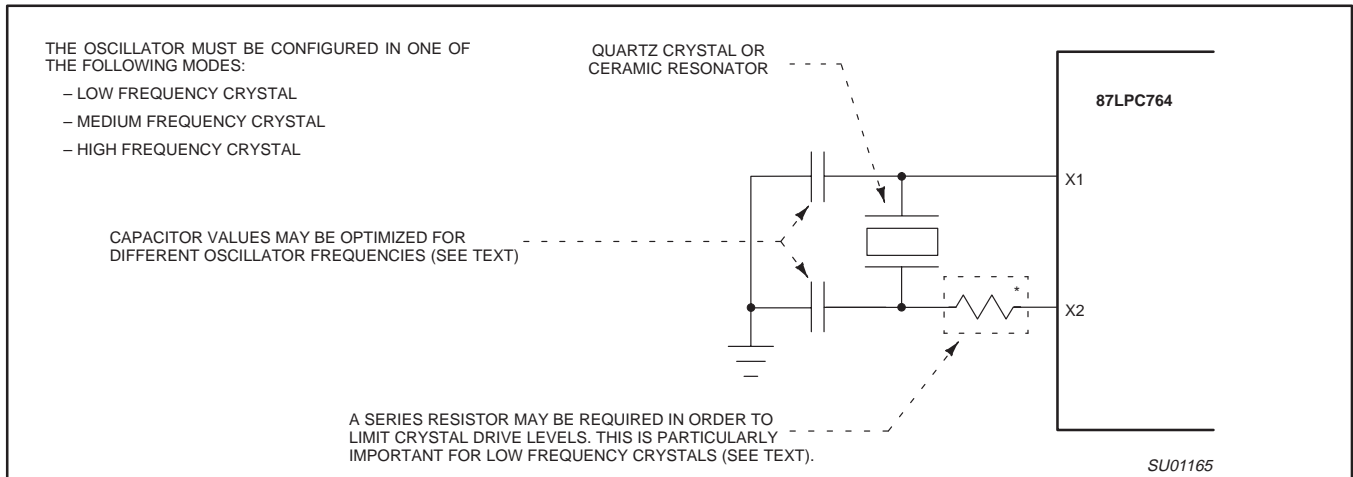 THE OSCILLATOR MUST BE CONFIGURED IN ONE OF
THE FOLLOWING MODES:
– LOW FREQUENCY CRYSTAL
– MEDIUM FREQUENCY CRYSTAL
– HIGH FREQUENCY CRYSTAL
QUARTZ CRYSTAL OR
CERAMIC RESONATOR
87LPC764
X1
CAPACITOR VALUES MAY BE OPTIMIZED FOR
DIFFERENT OSCILLATOR FREQUENCIES (SEE TEXT)
*
X2
A SERIES RESISTOR MAY BE REQUIRED IN ORDER TO
LIMIT CRYSTAL DRIVE LEVELS. THIS IS PARTICULARLY
IMPORTANT FOR LOW FREQUENCY CRYSTALS (SEE TEXT).
SU01165